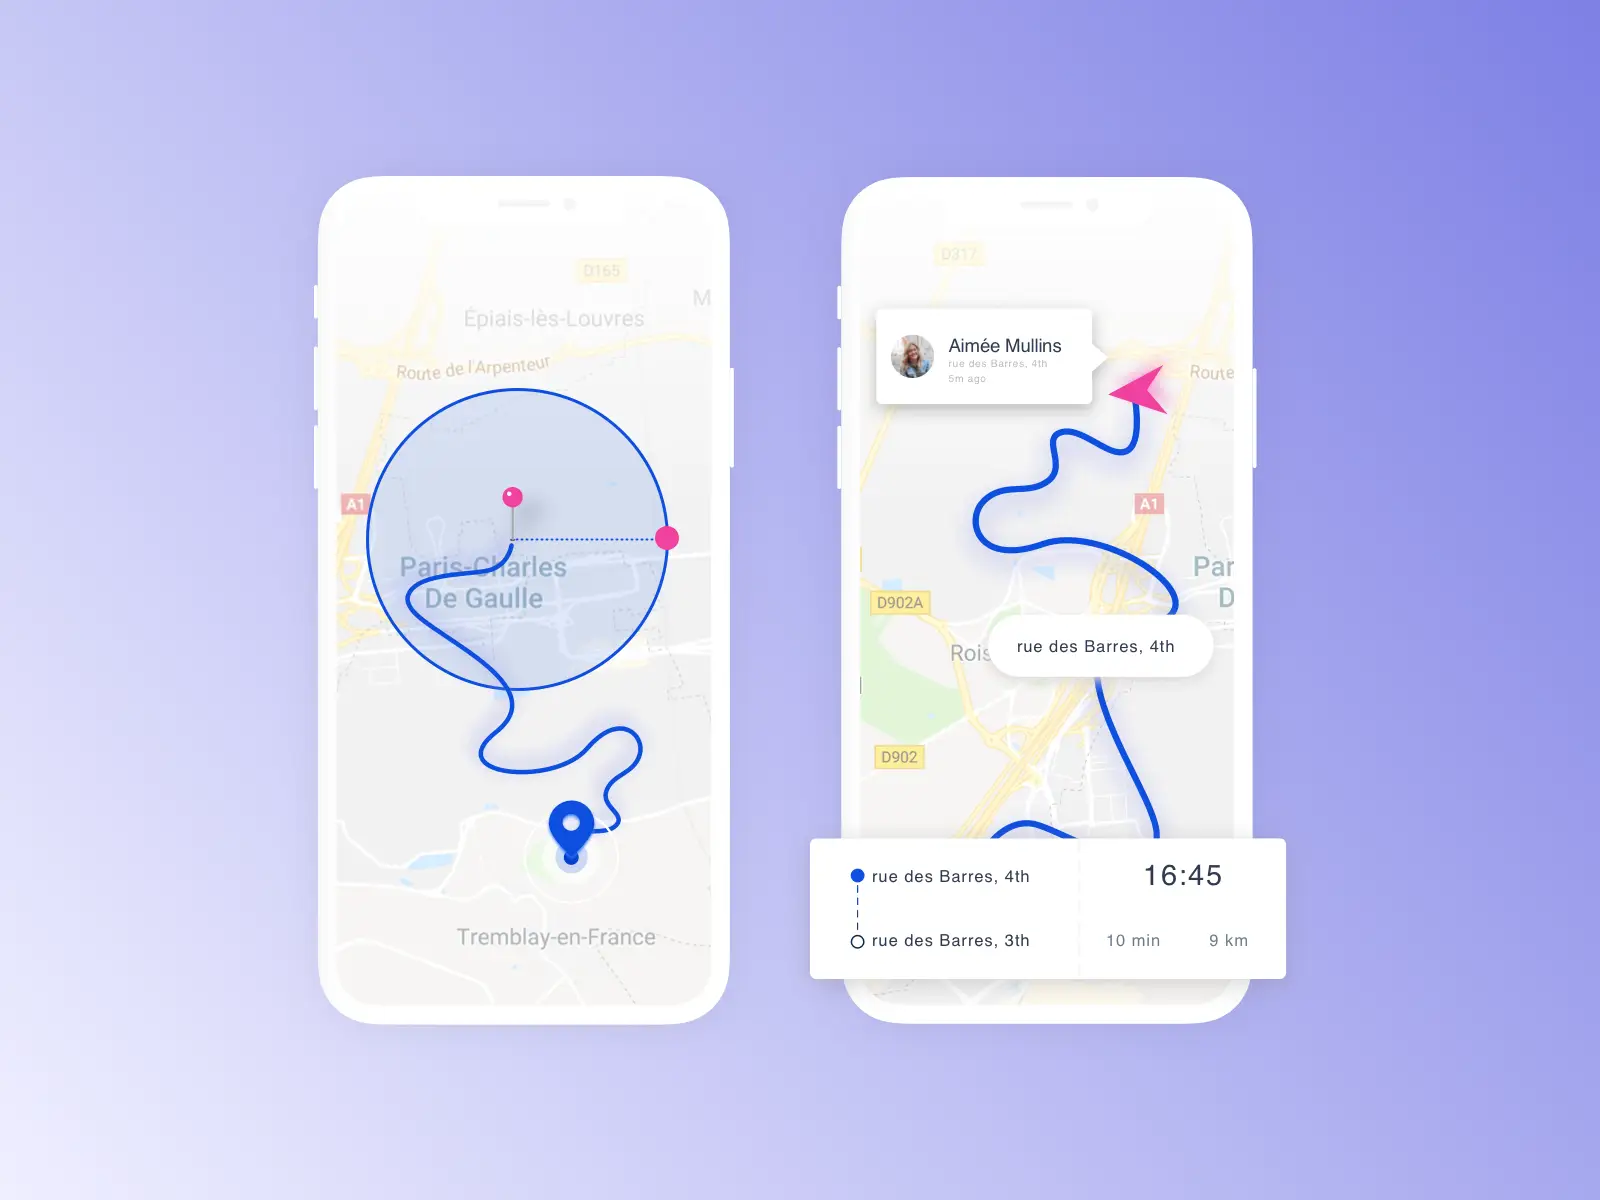 D165
M
Épiais-lès-Louvres
Route de l'Arpenteur
A1
Paris-Charles
De Gaulle
Tremblay-en-France
D317
Aimée Mullins
rue des Barres, 4th
5m ago
Route
A1
Par
D
D902A
Rois
rue des Barres, 4th
D902
rue des Barres, 4th
16:45
rue des Barres, 3th
10 min
9 km